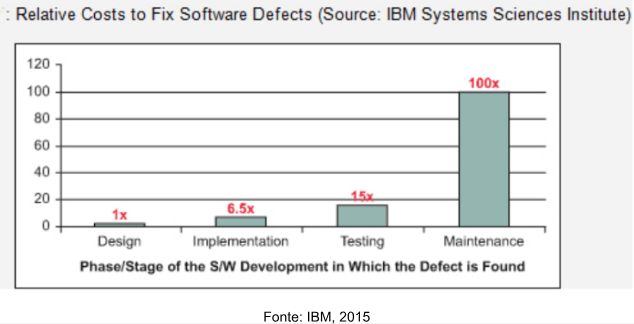 : Relative Costs to Fix Software Defects (Source: IBM Systems Sciences Institute)
120
100
80
60
40
20
0
1x
6.5x
15x
100x
Design Implementation Testing Maintenance
Phase/Stage of the S/W Development in Which the Defect is Found
Fonte: IBM, 2015